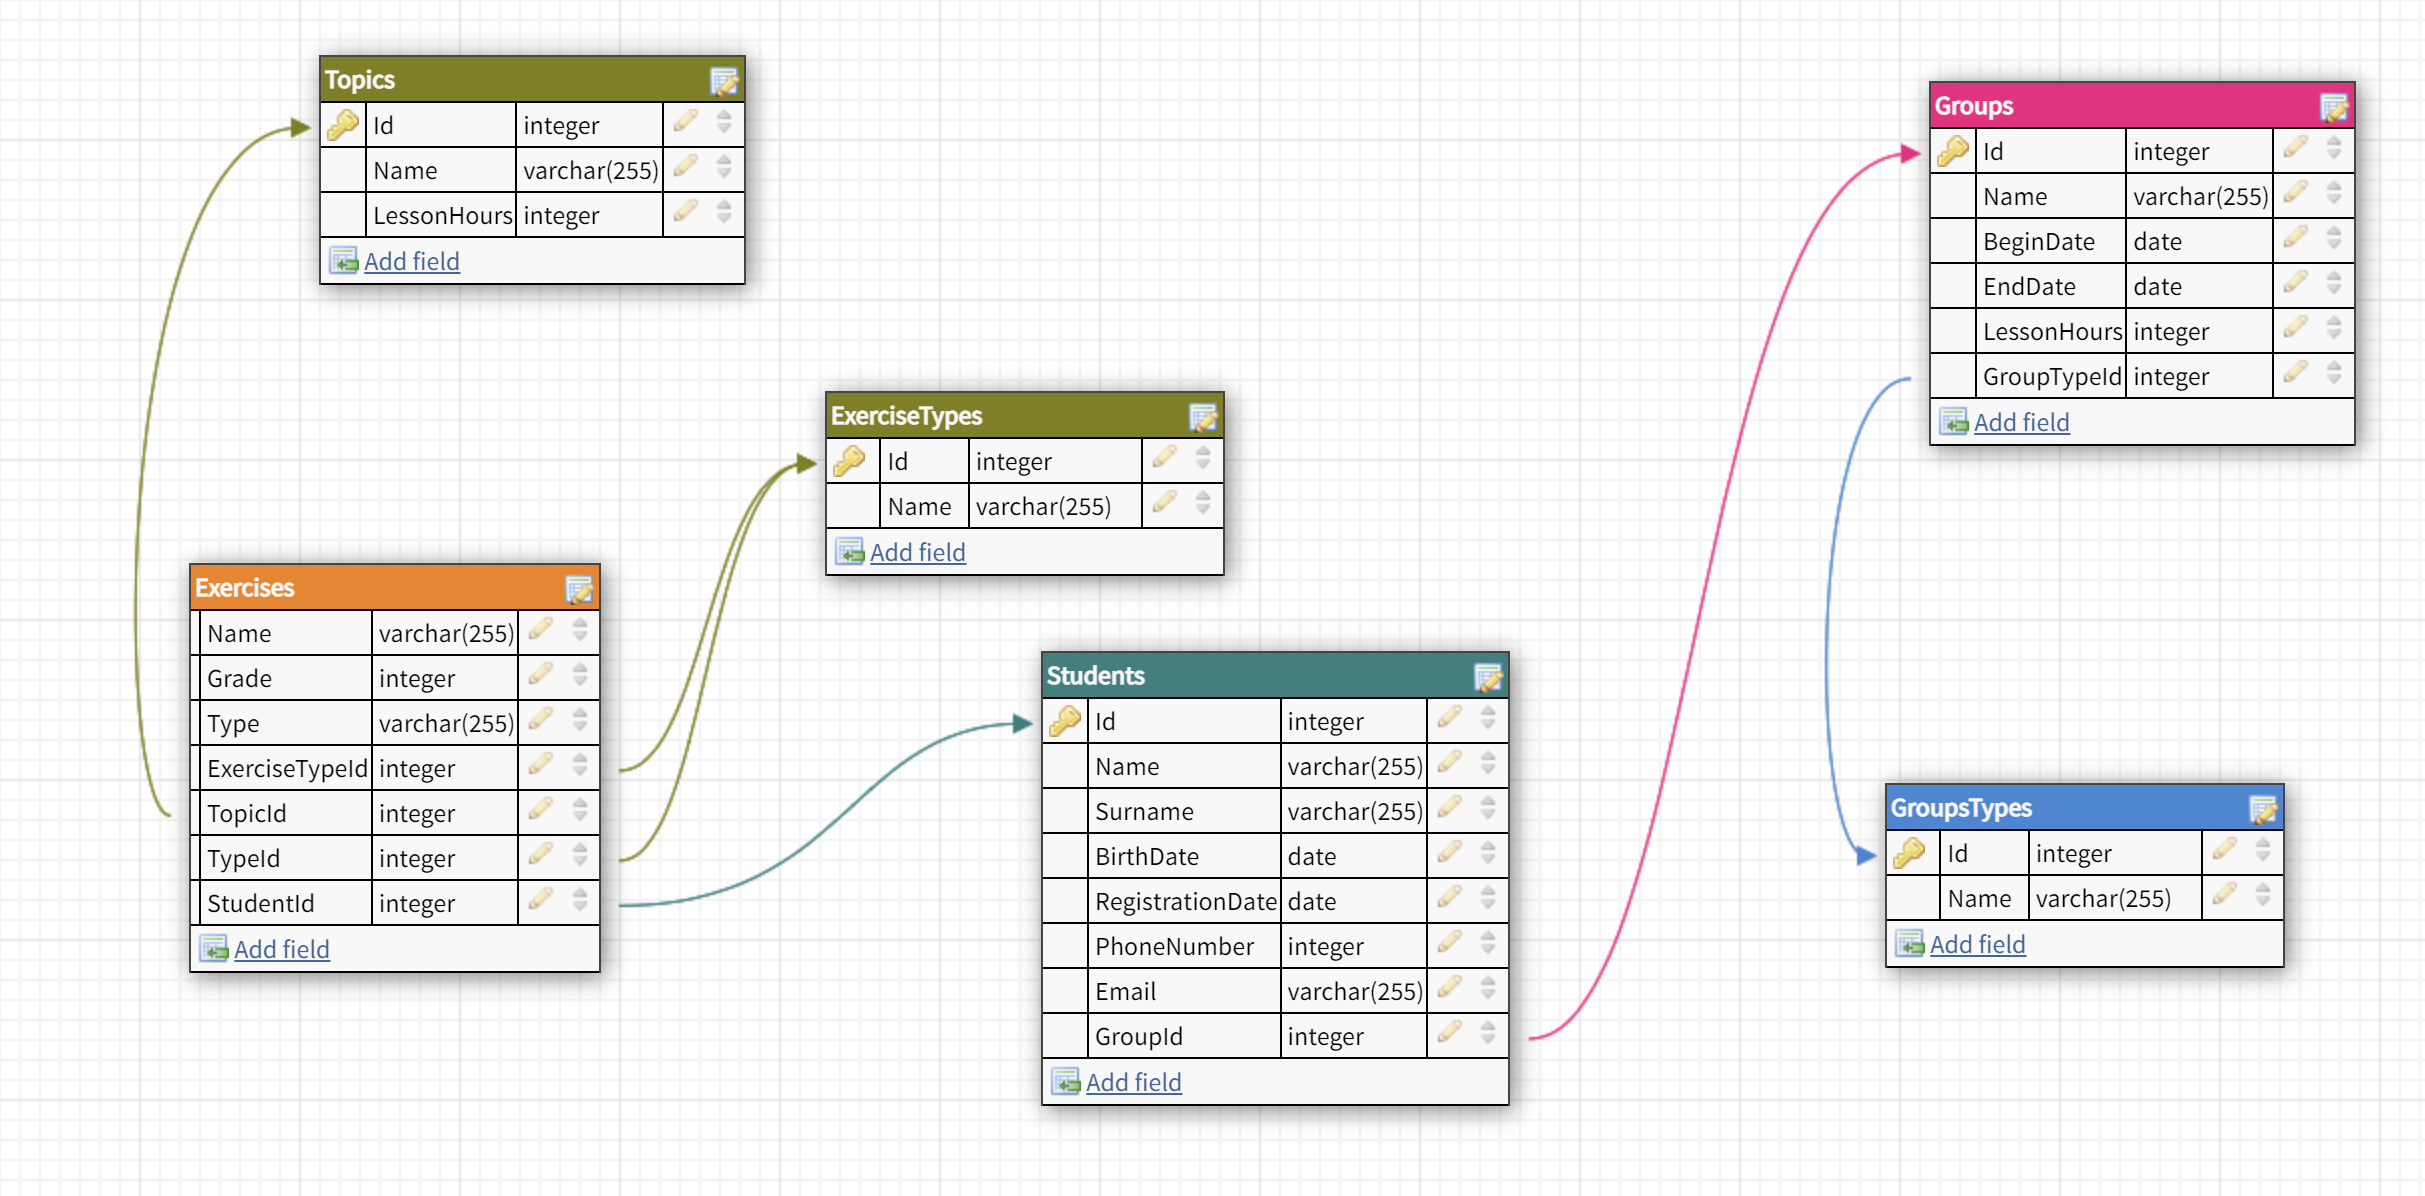 Topics
Id integer
Name varchar(255)
LessonHours integer
Add field
Groups
Id integer
Name varchar(255)
BeginDate date
EndDate date
LessonHours integer
GroupTypeId integer
Add field
ExerciseTypes
Id integer
Name varchar(255)
Add field
Exercises
Name varchar(255)
Grade integer
Type varchar(255)
ExerciseTypeId integer
TopicId integer
TypeId integer
StudentId integer
Add field
Students
Id integer
Name varchar(255)
Surname varchar(255)
BirthDate date
RegistrationDate date
PhoneNumber integer
Email varchar(255)
GroupId integer
Add field
GroupsTypes
Id integer
Name varchar(255)
Add field